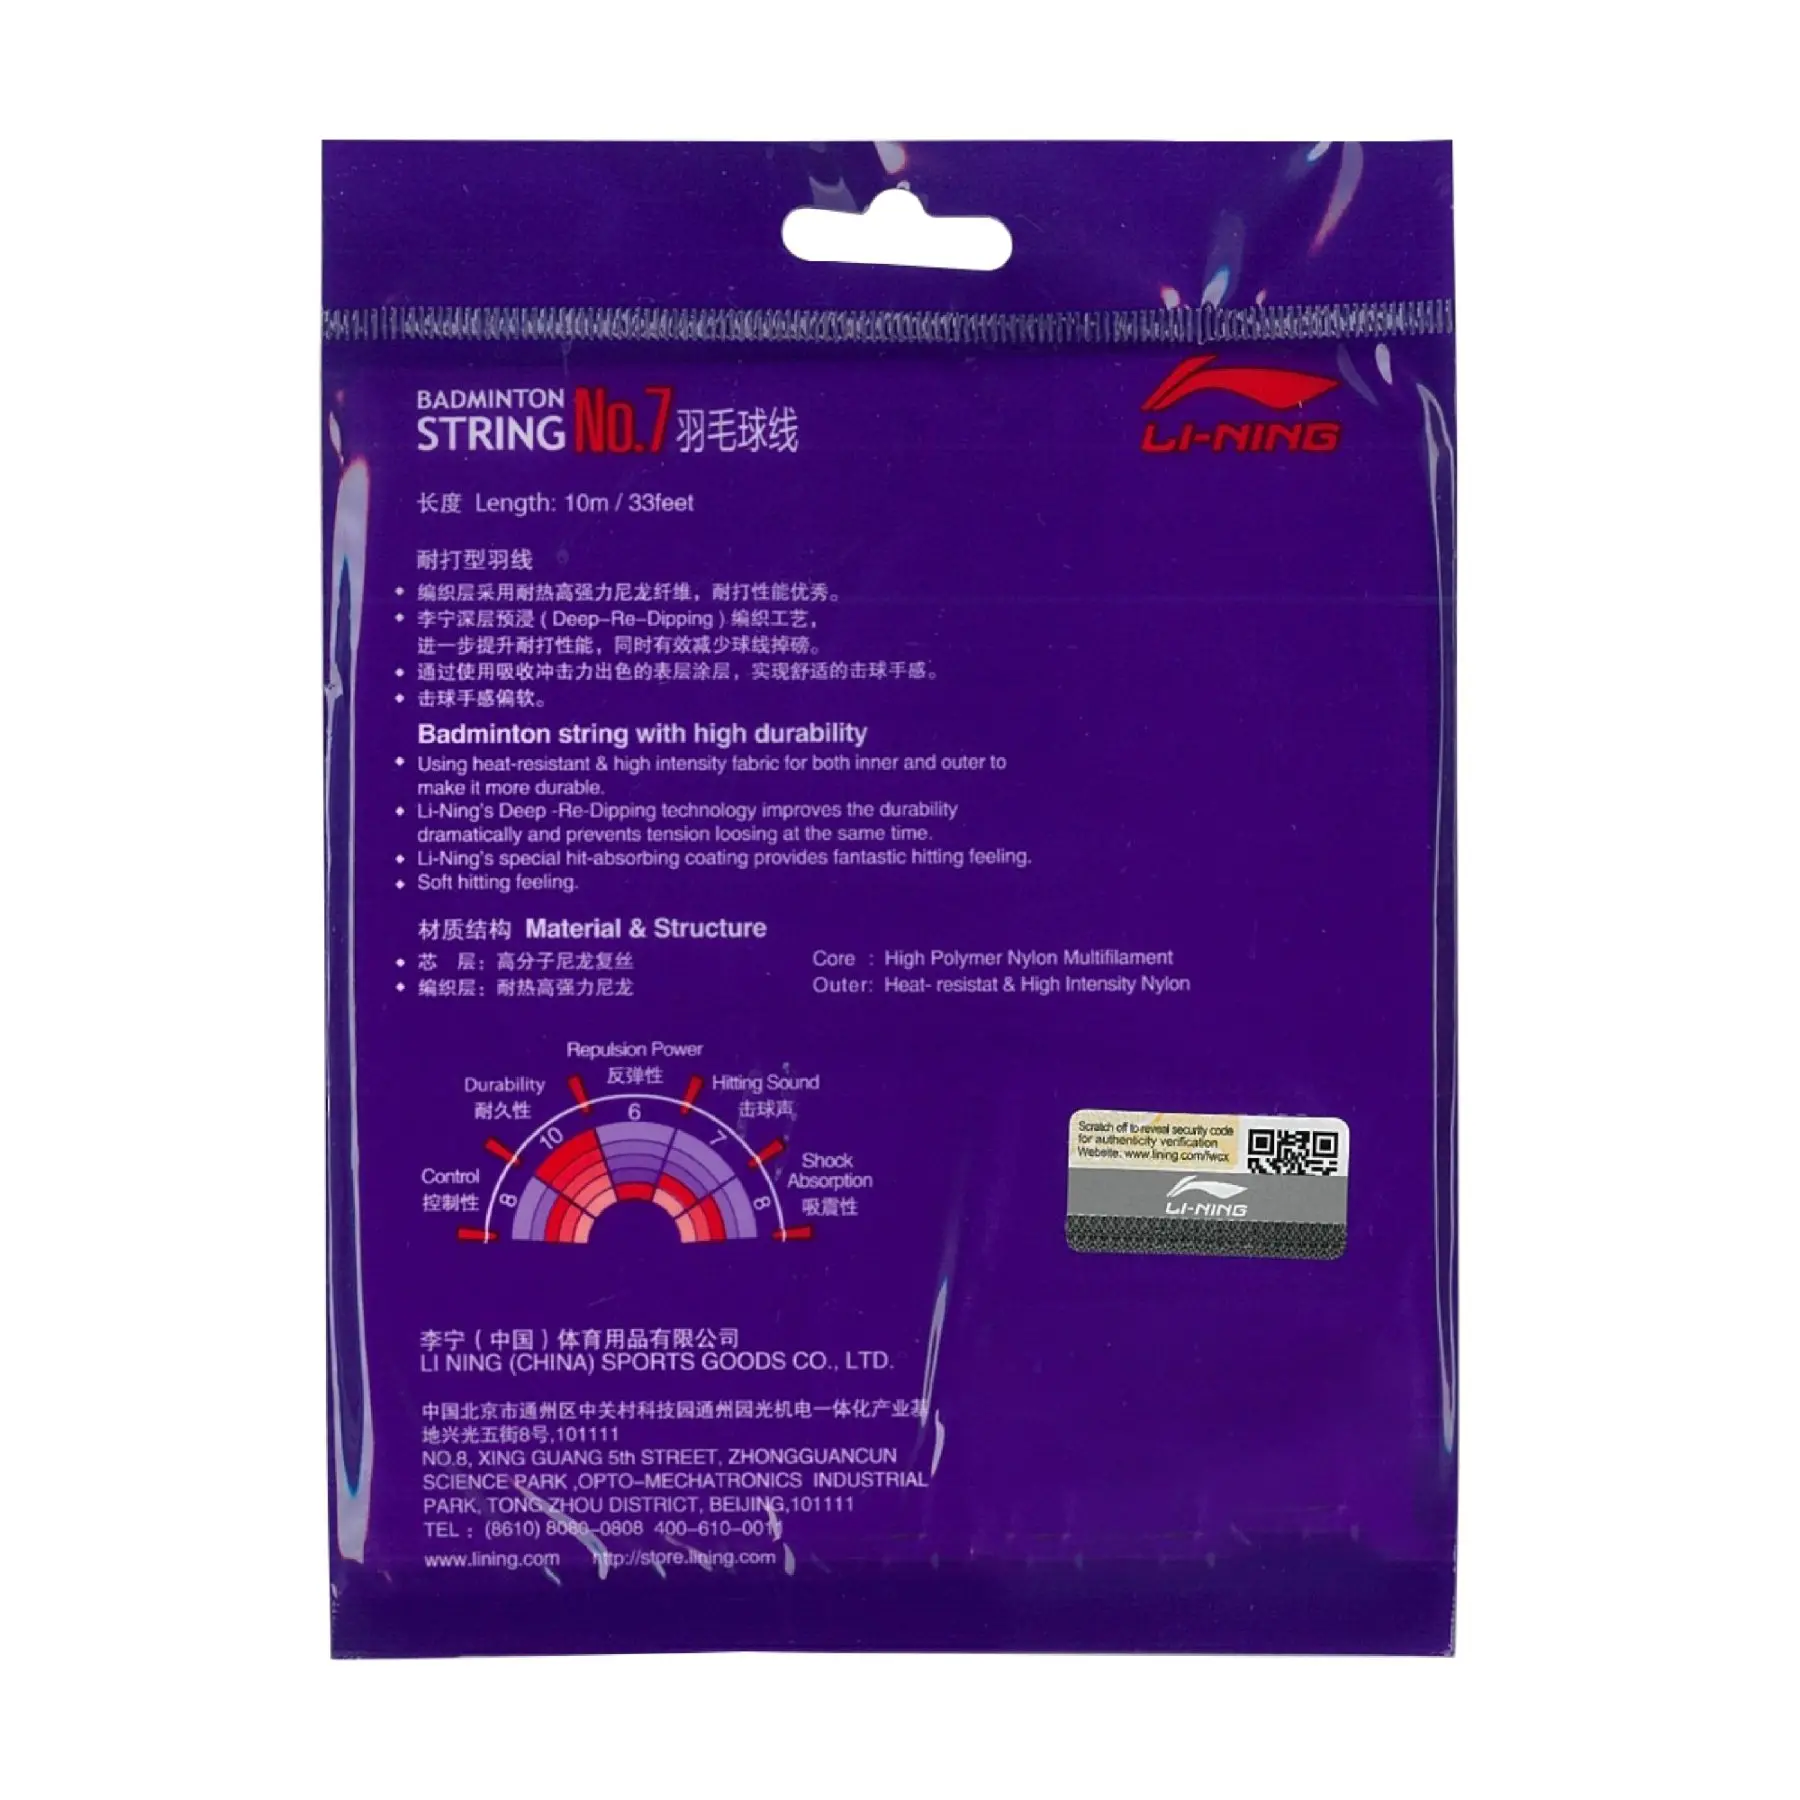 BADMINTON
STRING No.7 羽毛球线
LI-NING
长度 Length: 10m / 33feet
耐打型羽线
编织层采用耐热高强力尼龙纤维，耐打性能优秀。
李宁深层预浸 ( Deep-Re-Dipping ) 编织工艺，
进一步提升耐打性能，同时有效减少球线掉磅。
通过使用吸收冲击力出色的表层涂层，实现舒适的击球手感。
击球手感偏软。
Badminton string with high durability
Using heat-resistant & high intensity fabric for both inner and outer to
make it more durable.
Li-Ning's Deep -Re-Dipping technology improves the durability
dramatically and prevents tension loosing at the same time.
Li-Ning's special hit-absorbing coating provides fantastic hitting feeling.
Soft hitting feeling.
材质结构 Material & Structure
芯 层：高分子尼龙复丝 Core : High Polymer Nylon Multifilament
编织层：耐热高强力尼龙 Outer: Heat- resistat & High Intensity Nylon
Repulsion Power
反弹性
Durability
耐久性
Hitting Sound
击球声
6
10
7
Control
控制性
Shock
Absorption
吸震性
8
8
Scratch off to reveal security code
for authenticity verification
Website: www.lining.com/fwcx
LI-NING
李宁（中国）体育用品有限公司
LI NING (CHINA) SPORTS GOODS CO., LTD.
中国北京市通州区中关村科技园通州园光机电一体化产业基
地兴光五街8号,101111
NO.8, XING GUANG 5th STREET, ZHONGGUANCUN
SCIENCE PARK ,OPTO-MECHATRONICS INDUSTRIAL
PARK, TONG ZHOU DISTRICT, BEIJING,101111
TEL : (8610) 8080-0808 400-610-0011
www.lining.com http://store.lining.com